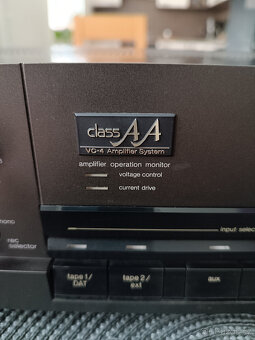 class AA
VC-4 Amplifier System
amplifier operation monitor
voltage control
current drive
mono
input selec
rec
selector
tape 1/
DAT
tape 2/
ext
aux